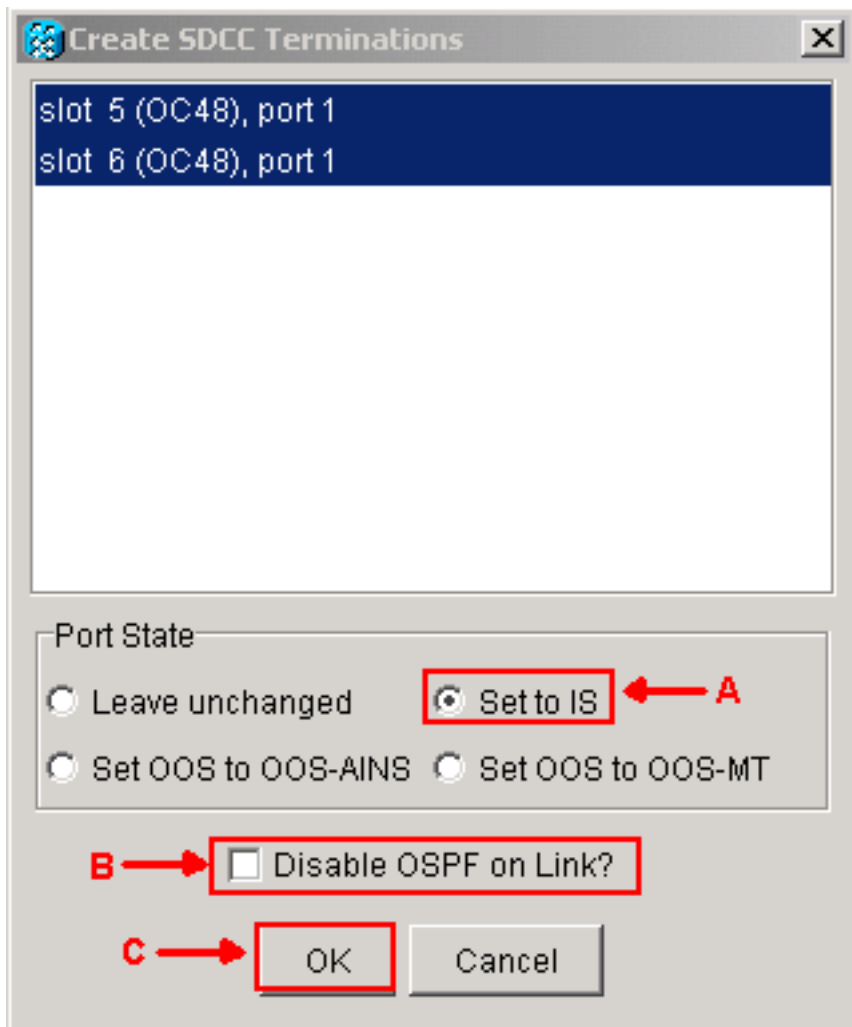 Create SDCC Terminations
slot 5 (OC48), port 1
slot 6 (OC48), port 1
Port State
Leave unchanged Set to IS A
Set OOS to OOS-AINS Set OOS to OOS-MT
B Disable OSPF on Link?
C OK Cancel